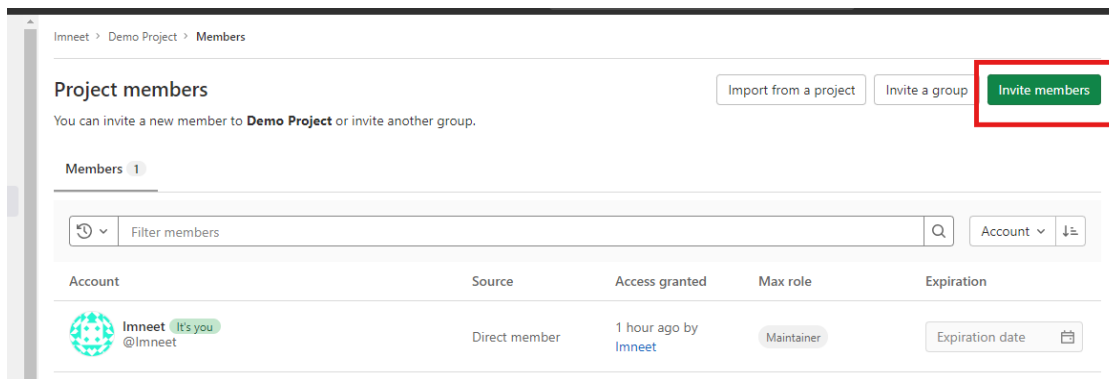 Imneet > Demo Project > Members
Project members
Import from a project
Invite a group
Invite members
You can invite a new member to Demo Project or invite another group.
Members 1
Filter members
Account
Account Source Access granted Max role Expiration
Imneet It's you
@Imneet
Direct member
1 hour ago by
Imneet
Maintainer
Expiration date